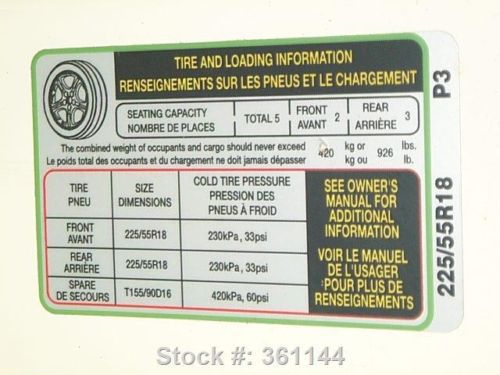 TIRE AND LOADING INFORMATION
RENSEIGNEMENTS SUR LES PNEUS ET LE CHARGEMENT
SEATING CAPACITY
NOMBRE DE PLACES
TOTAL 5
FRONT
AVANT 2
REAR
ARRIÈRE 3
The combined weight of occupants and cargo should never exceed 420 kg or 926 lbs.
Le poids total des occupants et du chargement ne doit jamais dépasser kg ou lb.
TIRE
PNEU
SIZE
DIMENSIONS
COLD TIRE PRESSURE
PRESSION DES
PNEUS À FROID
FRONT
AVANT
225/55R18
230kPa, 33psi
REAR
ARRIÈRE
225/55R18
230kPa, 33psi
SPARE
DE SECOURS
T155/90D16
420kPa, 60psi
SEE OWNER'S
MANUAL FOR
ADDITIONAL
INFORMATION
VOIR LE MANUEL
DE L'USAGER
POUR PLUS DE
RENSEIGNEMENTS
225/55R18 P3
Stock #: 361144